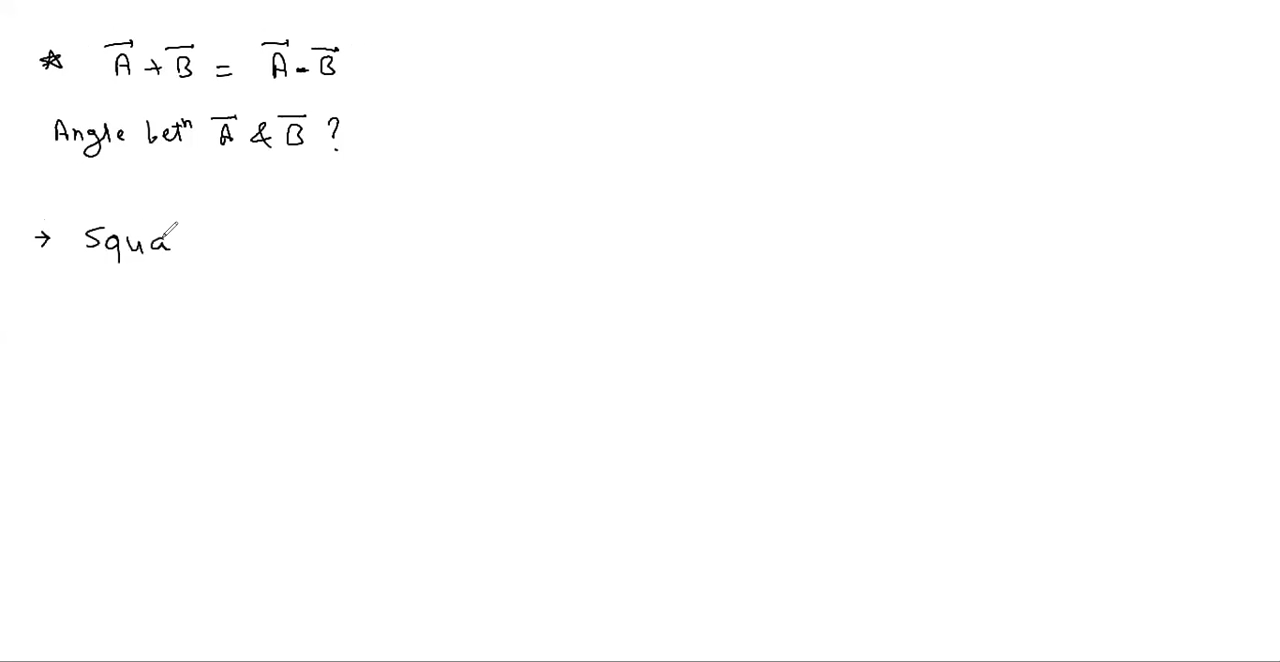 ☆ A⃗ + B⃗ = A⃗ - B⃗
Angle betⁿ A⃗ & B⃗ ?
→ Squa